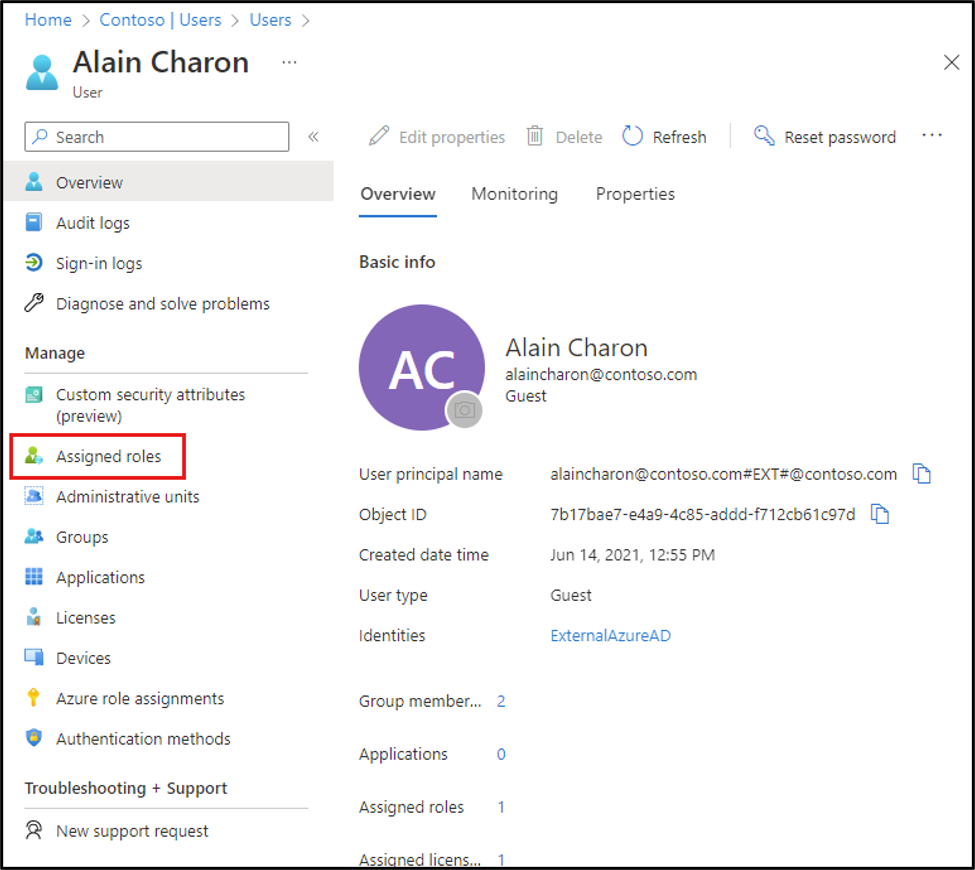 Home > Contoso | Users > Users >
Alain Charon ...
User
Search «
Edit properties Delete Refresh Reset password ...
Overview
Audit logs
Sign-in logs
Diagnose and solve problems
Manage
Custom security attributes
(preview)
Assigned roles
Administrative units
Groups
Applications
Licenses
Devices
Azure role assignments
Authentication methods
Troubleshooting + Support
New support request
Overview Monitoring Properties
Basic info
AC
Alain Charon
alaincharon@contoso.com
Guest
User principal name alaincharon@contoso.com#EXT#@contoso.com
Object ID 7b17bae7-e4a9-4c85-addd-f712cb61c97d
Created date time Jun 14, 2021, 12:55 PM
User type Guest
Identities ExternalAzureAD
Group member... 2
Applications 0
Assigned roles 1
Assigned licens... 1